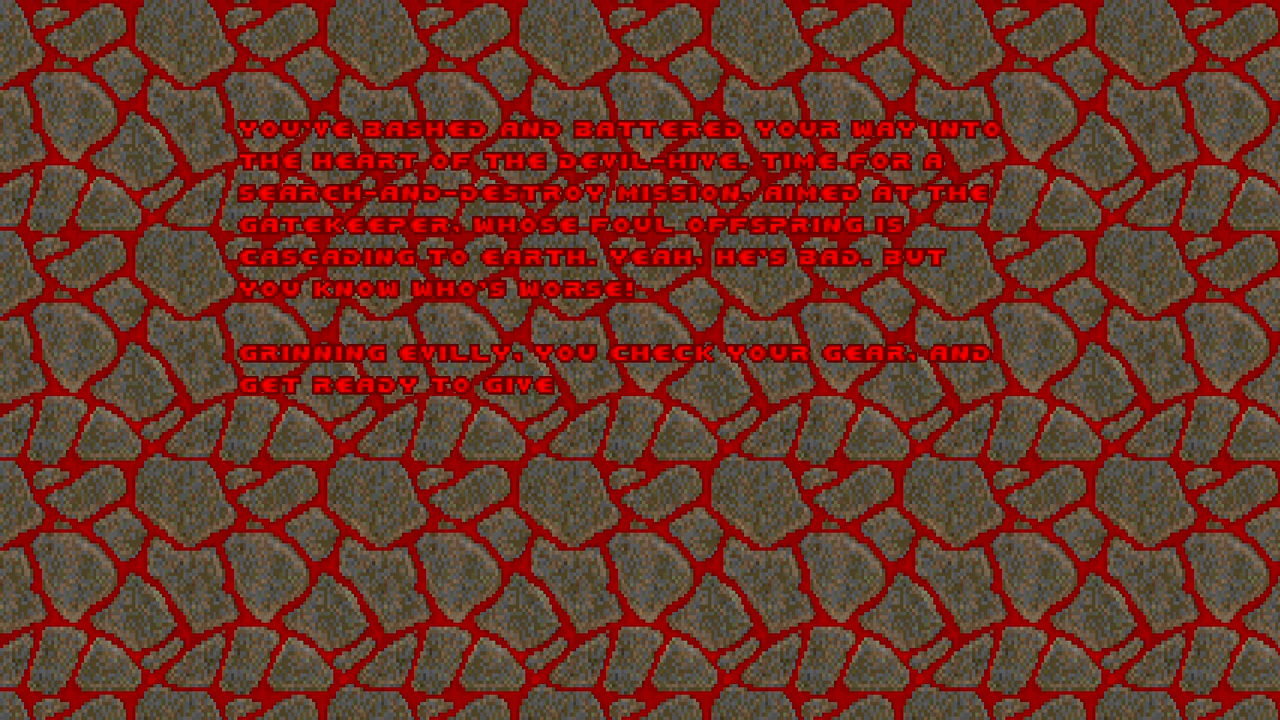 YOU'VE BASHED AND BATTERED YOUR WAY INTO
THE HEART OF THE DEVIL-HIVE. TIME FOR A
SEARCH-AND-DESTROY MISSION, AIMED AT THE
GATEKEEPER, WHOSE FOUL OFFSPRING IS
CASCADING TO EARTH. YEAH, HE'S BAD. BUT
YOU KNOW WHO'S WORSE!
GRINNING EVILLY, YOU CHECK YOUR GEAR, AND
GET READY TO GIVE